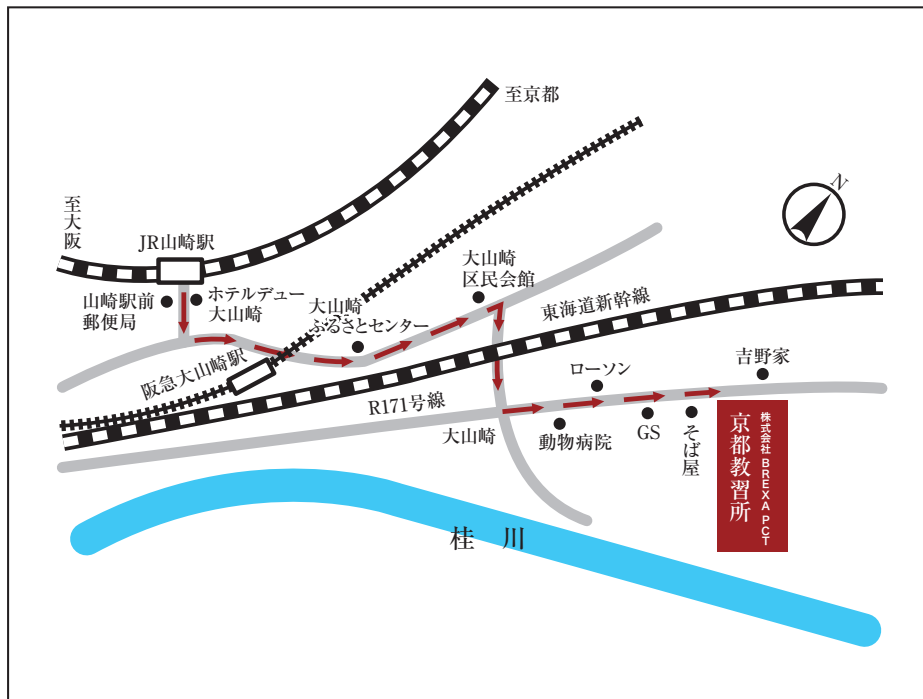 至京都
N
至大阪
JR山崎駅
大山崎
区民会館
山崎駅前
郵便局
ホテルデュー
大山崎
大山崎
ふるさとセンター
東海道新幹線
阪急大山崎駅
吉野家
ローソン
R171号線
大山崎
動物病院
GS
そば屋
株式会社 BREXA PCT
京都教習所
桂川